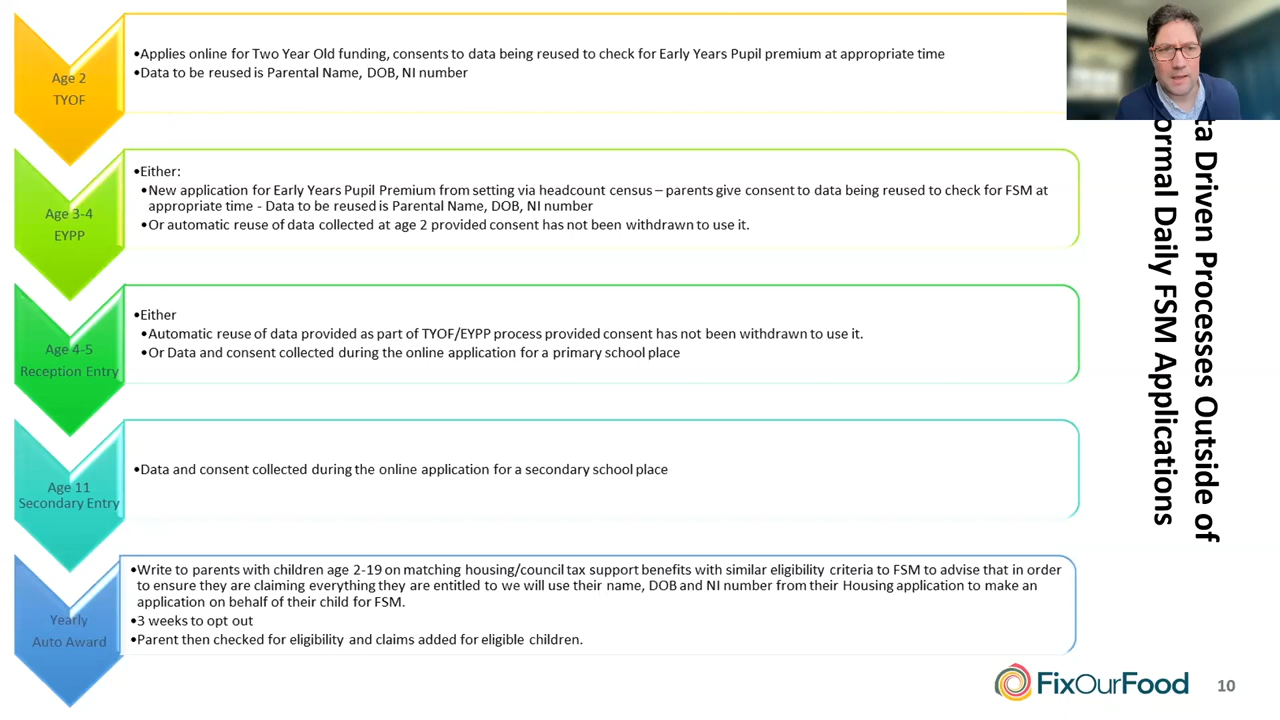 Age 2
TYOF
•Applies online for Two Year Old funding, consents to data being reused to check for Early Years Pupil premium at appropriate time
•Data to be reused is Parental Name, DOB, NI number
Age 3-4
EYPP
•Either:
•New application for Early Years Pupil Premium from setting via headcount census – parents give consent to data being reused to check for FSM at
appropriate time - Data to be reused is Parental Name, DOB, NI number
•Or automatic reuse of data collected at age 2 provided consent has not been withdrawn to use it.
Age 4-5
Reception Entry
•Either
•Automatic reuse of data provided as part of TYOF/EYPP process provided consent has not been withdrawn to use it.
•Or Data and consent collected during the online application for a primary school place
Age 11
Secondary Entry
•Data and consent collected during the online application for a secondary school place
Yearly
Auto Award
•Write to parents with children age 2-19 on matching housing/council tax support benefits with similar eligibility criteria to FSM to advise that in order
to ensure they are claiming everything they are entitled to we will use their name, DOB and NI number from their Housing application to make an
application on behalf of their child for FSM.
•3 weeks to opt out
•Parent then checked for eligibility and claims added for eligible children.
ta Driven Processes Outside of
ormal Daily FSM Applications
FixOurFood
10